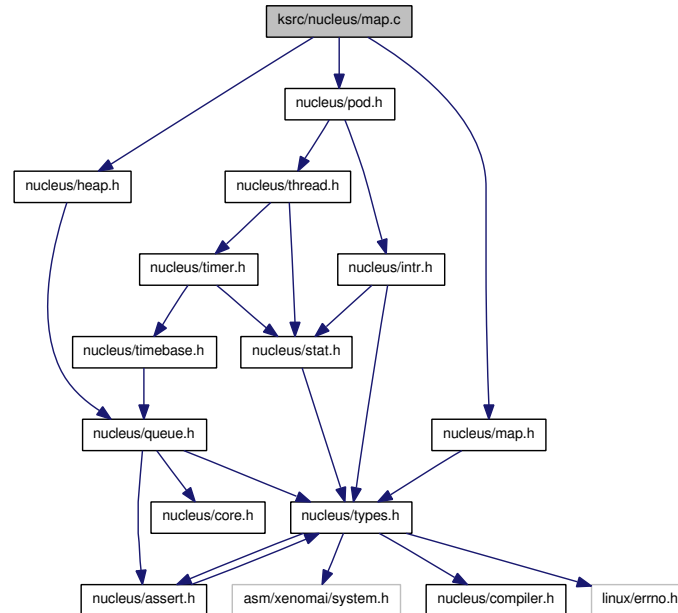 ksrc/nucleus/map.c
nucleus/pod.h
nucleus/heap.h
nucleus/thread.h
nucleus/timer.h
nucleus/intr.h
nucleus/timebase.h
nucleus/stat.h
nucleus/queue.h
nucleus/map.h
nucleus/core.h
nucleus/types.h
nucleus/assert.h
asm/xenomai/system.h
nucleus/compiler.h
linux/errno.h